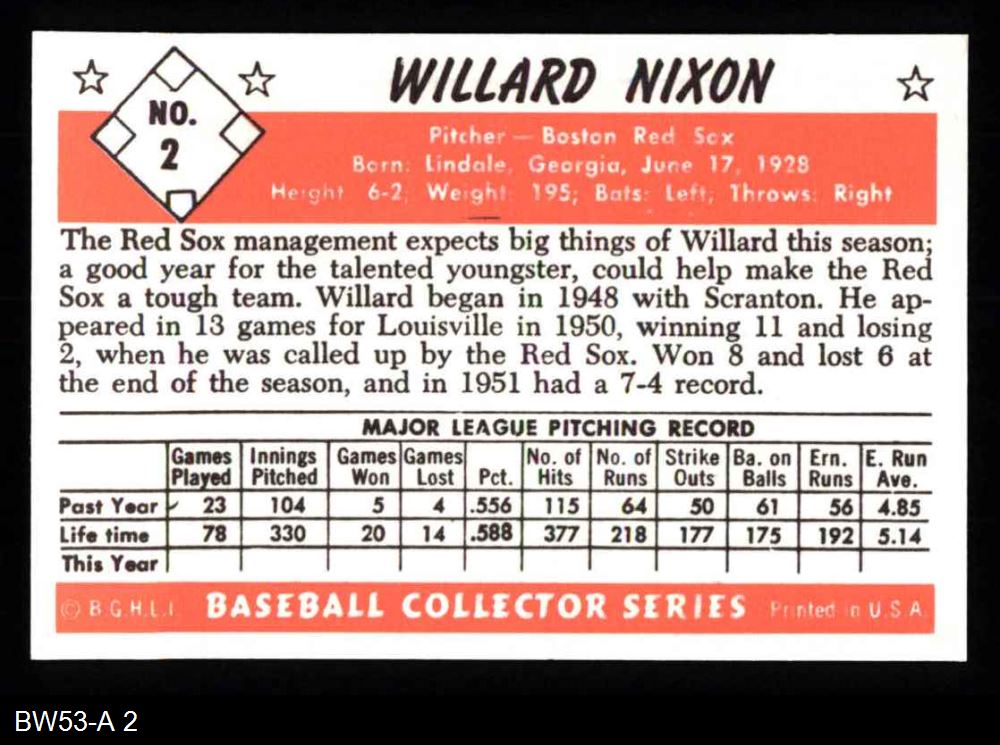 NO.
2
WILLARD NIXON
Pitcher — Boston Red Sox
Born: Lindale, Georgia, June 17, 1928
Height 6-2; Weight 195; Bats: Left; Throws: Right
The Red Sox management expects big things of Willard this season;
a good year for the talented youngster, could help make the Red
Sox a tough team. Willard began in 1948 with Scranton. He ap-
peared in 13 games for Louisville in 1950, winning 11 and losing
2, when he was called up by the Red Sox. Won 8 and lost 6 at
the end of the season, and in 1951 had a 7-4 record.
MAJOR LEAGUE PITCHING RECORD
Games Played Innings Pitched Games Won Games Lost Pct. No. of Hits No. of Runs Strike Outs Ba. on Balls Ern. Runs E. Run Ave.
Past Year 23 104 5 4 .556 115 64 50 61 56 4.85
Life time 78 330 20 14 .588 377 218 177 175 192 5.14
This Year
© B.G.H.L.I. BASEBALL COLLECTOR SERIES Printed in U.S.A.
BW53-A 2